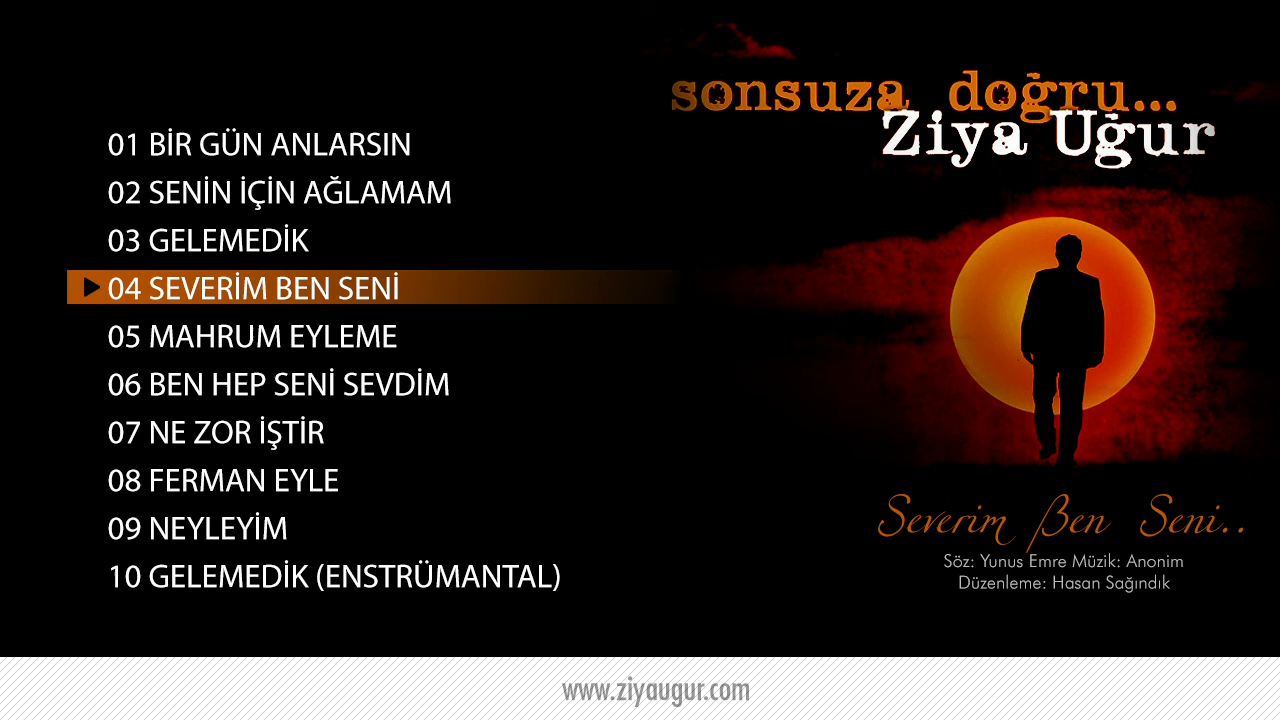 01 BİR GÜN ANLARSIN
02 SENİN İÇİN AĞLAMAM
03 GELEMEDİK
04 SEVERİM BEN SENİ
05 MAHRUM EYLEME
06 BEN HEP SENİ SEVDİM
07 NE ZOR İŞTİR
08 FERMAN EYLE
09 NEYLEYİM
10 GELEMEDİK (ENSTRÜMANTAL)
sonsuza doğru...
Ziya Uğur
Severim Ben Seni..
Söz: Yunus Emre Müzik: Anonim
Düzenleme: Hasan Sağındık
www.ziyaugur.com